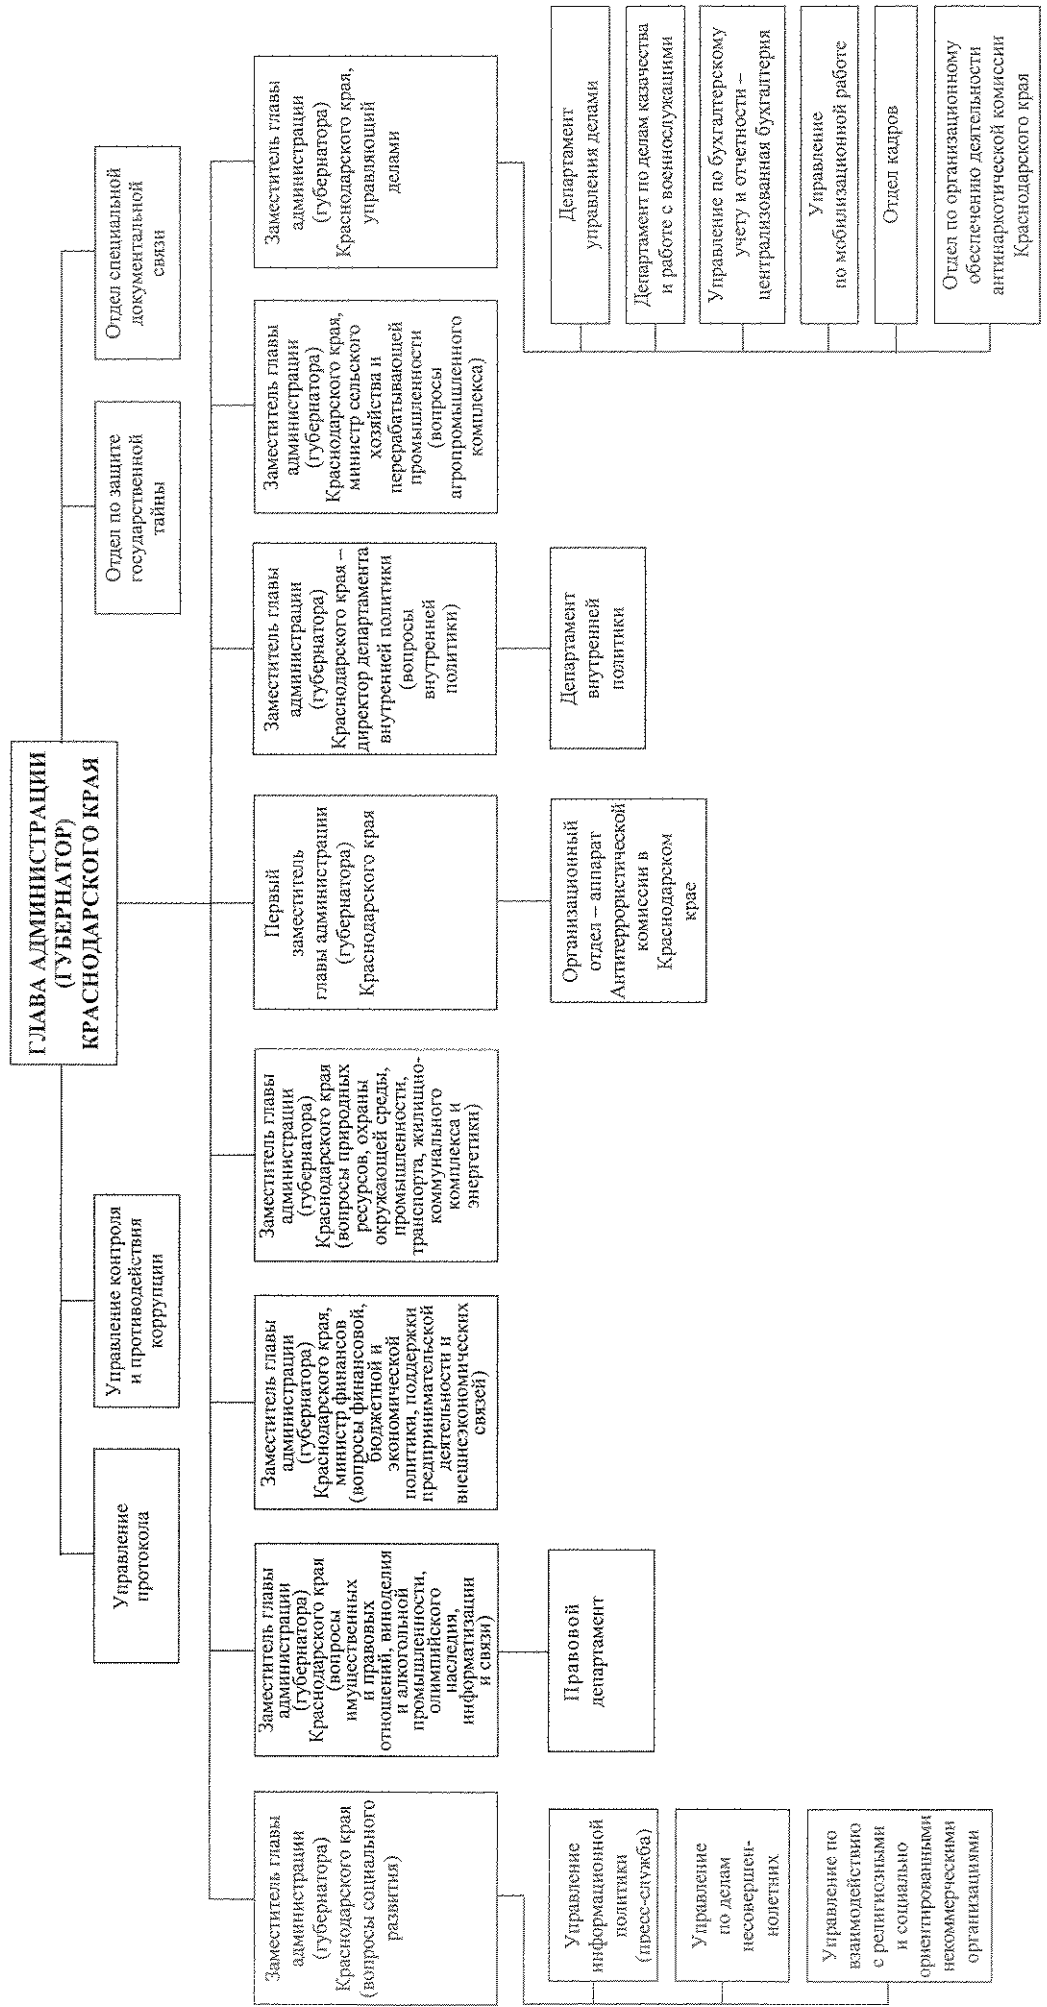 ГЛАВА АДМИНИСТРАЦИИ
(ГУБЕРНАТОР)
КРАСНОДАРСКОГО КРАЯ
Управление
протокола
Управление контроля
и противодействия
коррупции
Отдел по защите
государственной
тайны
Отдел специальной
документальной
связи
Заместитель главы
администрации
(губернатора)
Краснодарского края
(вопросы социального
развития)
Заместитель главы
администрации
(губернатора)
Краснодарского края
(вопросы
имущественных
и правовых
отношений, виноделия
и алкогольной
промышленности,
олимпийского
наследия,
информатизации
и связи)
Заместитель главы
администрации
(губернатора)
Краснодарского края,
министр финансов
(вопросы финансовой,
бюджетной и
экономической
политики, поддержки
предпринимательской
деятельности и
внешнеэкономических
связей)
Заместитель главы
администрации
(губернатора)
Краснодарского края
(вопросы природных
ресурсов, охраны
окружающей среды,
промышленности,
транспорта, жилищно-
коммунального
комплекса и
энергетики)
Первый
заместитель
главы администрации
(губернатора)
Краснодарского края
Заместитель главы
администрации
(губернатора)
Краснодарского края –
директор департамента
внутренней политики
(вопросы
внутренней
политики)
Заместитель главы
администрации
(губернатора)
Краснодарского края,
министр сельского
хозяйства и
перерабатывающей
промышленности
(вопросы
агропромышленного
комплекса)
Заместитель главы
администрации
(губернатора)
Краснодарского края,
управляющий
делами
Управление
информационной
политики
(пресс-служба)
Управление
по делам
несовершен-
нолетних
Управление по
взаимодействию
с религиозными
и социально
ориентированными
некоммерческими
организациями
Правовой
департамент
Организационный
отдел – аппарат
Антитеррористической
комиссии в
Краснодарском
крае
Департамент
внутренней
политики
Департамент
управления делами
Департамент по делам казачества
и работе с военнослужащими
Управление по бухгалтерскому
учету и отчетности –
централизованная бухгалтерия
Управление
по мобилизационной работе
Отдел кадров
Отдел по организационному
обеспечению деятельности
антинаркотической комиссии
Краснодарского края